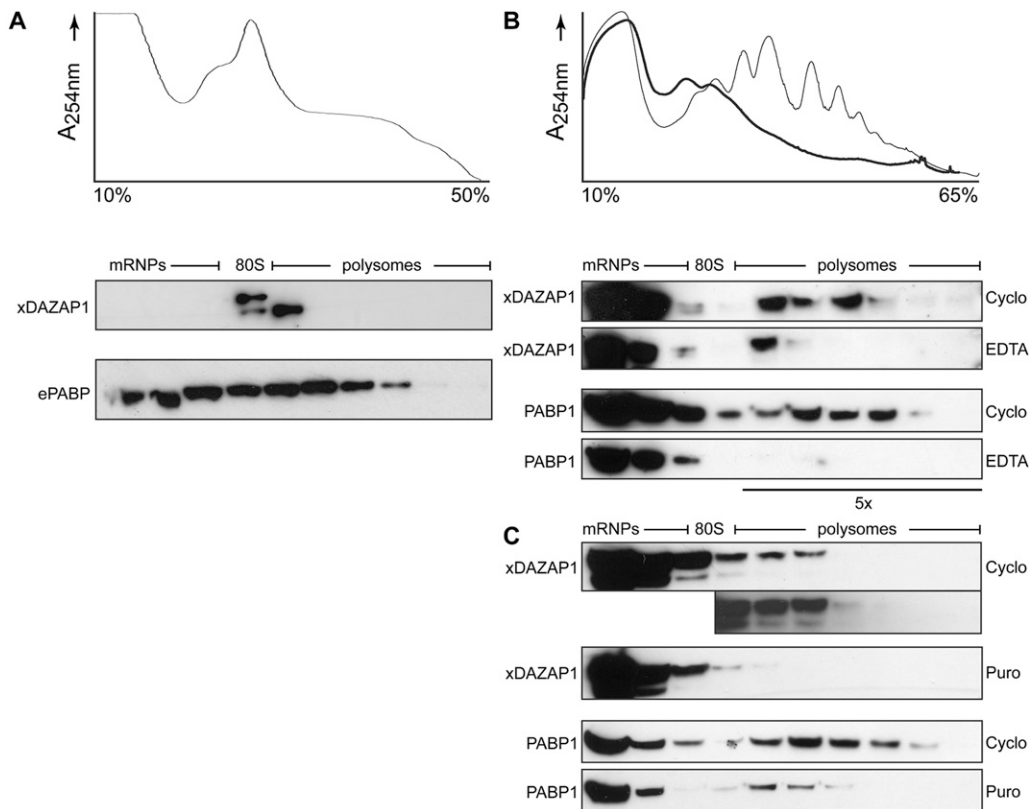 A
A254nm
10% 50%
mRNPs 80S polysomes
xDAZAP1
ePABP
B
A254nm
10% 65%
mRNPs 80S polysomes
xDAZAP1 Cyclo
xDAZAP1 EDTA
PABP1 Cyclo
PABP1 EDTA
5x
C
mRNPs 80S polysomes
xDAZAP1 Cyclo
xDAZAP1 Puro
PABP1 Cyclo
PABP1 Puro